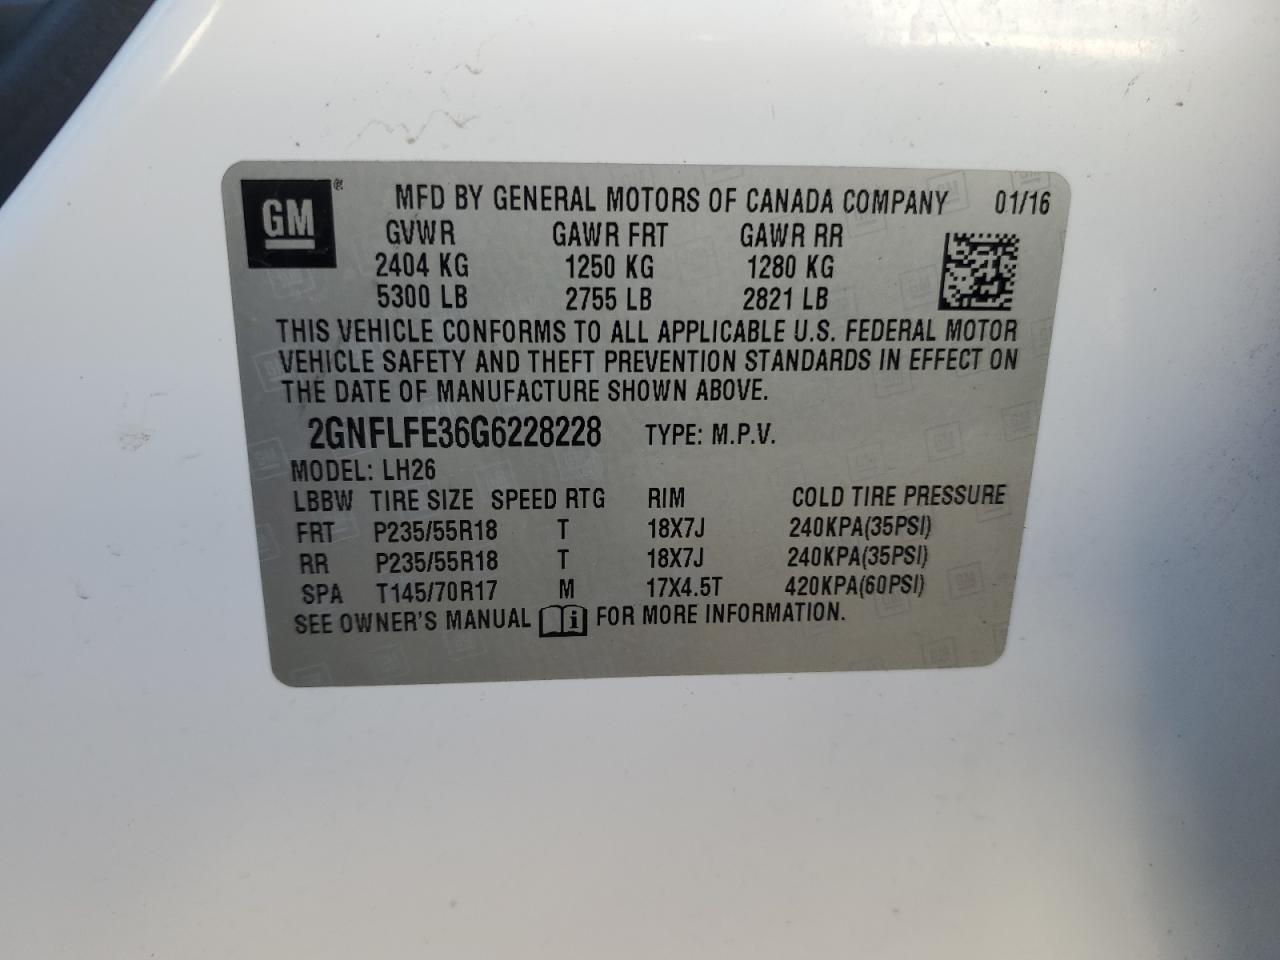 GM ® MFD BY GENERAL MOTORS OF CANADA COMPANY 01/16
GVWR GAWR FRT GAWR RR
2404 KG 1250 KG 1280 KG
5300 LB 2755 LB 2821 LB
THIS VEHICLE CONFORMS TO ALL APPLICABLE U.S. FEDERAL MOTOR
VEHICLE SAFETY AND THEFT PREVENTION STANDARDS IN EFFECT ON
THE DATE OF MANUFACTURE SHOWN ABOVE.
2GNFLFE36G6228228 TYPE: M.P.V.
MODEL: LH26
LBBW TIRE SIZE SPEED RTG RIM COLD TIRE PRESSURE
FRT P235/55R18 T 18X7J 240KPA(35PSI)
RR P235/55R18 T 18X7J 240KPA(35PSI)
SPA T145/70R17 M 17X4.5T 420KPA(60PSI)
SEE OWNER'S MANUAL i FOR MORE INFORMATION.